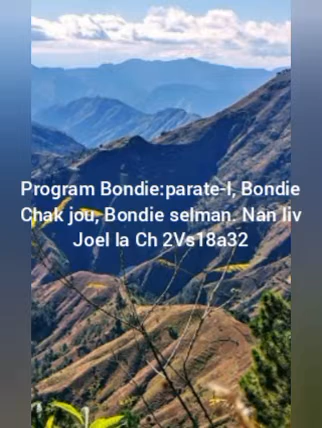 Program Bondie:parate-l, Bondie
Chak jou, Bondie selman. Nan liv
Joel la Ch 2Vs18a32